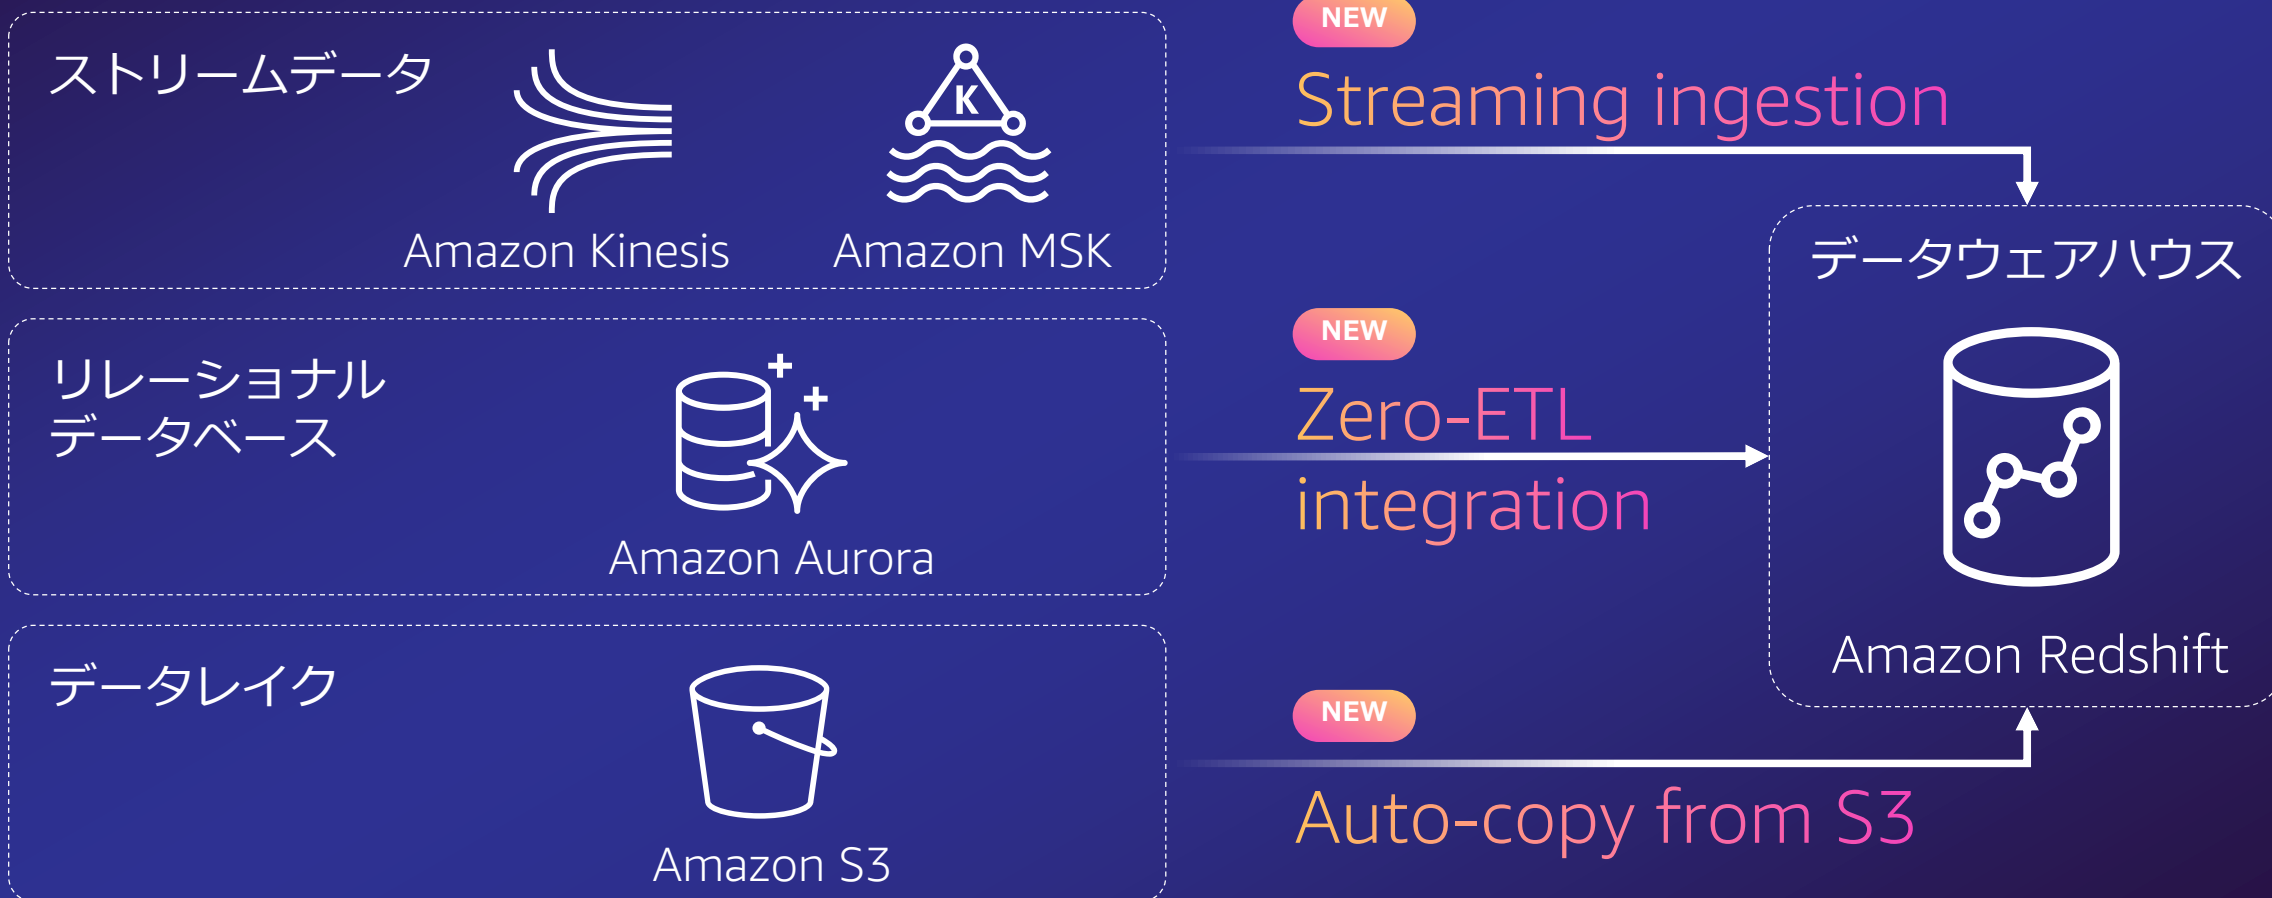 NEW
ストリームデータ
K
Streaming ingestion
Amazon Kinesis
Amazon MSK
データウェアハウス
NEW
リレーショナル
データベース
Zero-ETL
integration
Amazon Aurora
Amazon Redshift
データレイク
NEW
Auto-copy from S3
Amazon S3